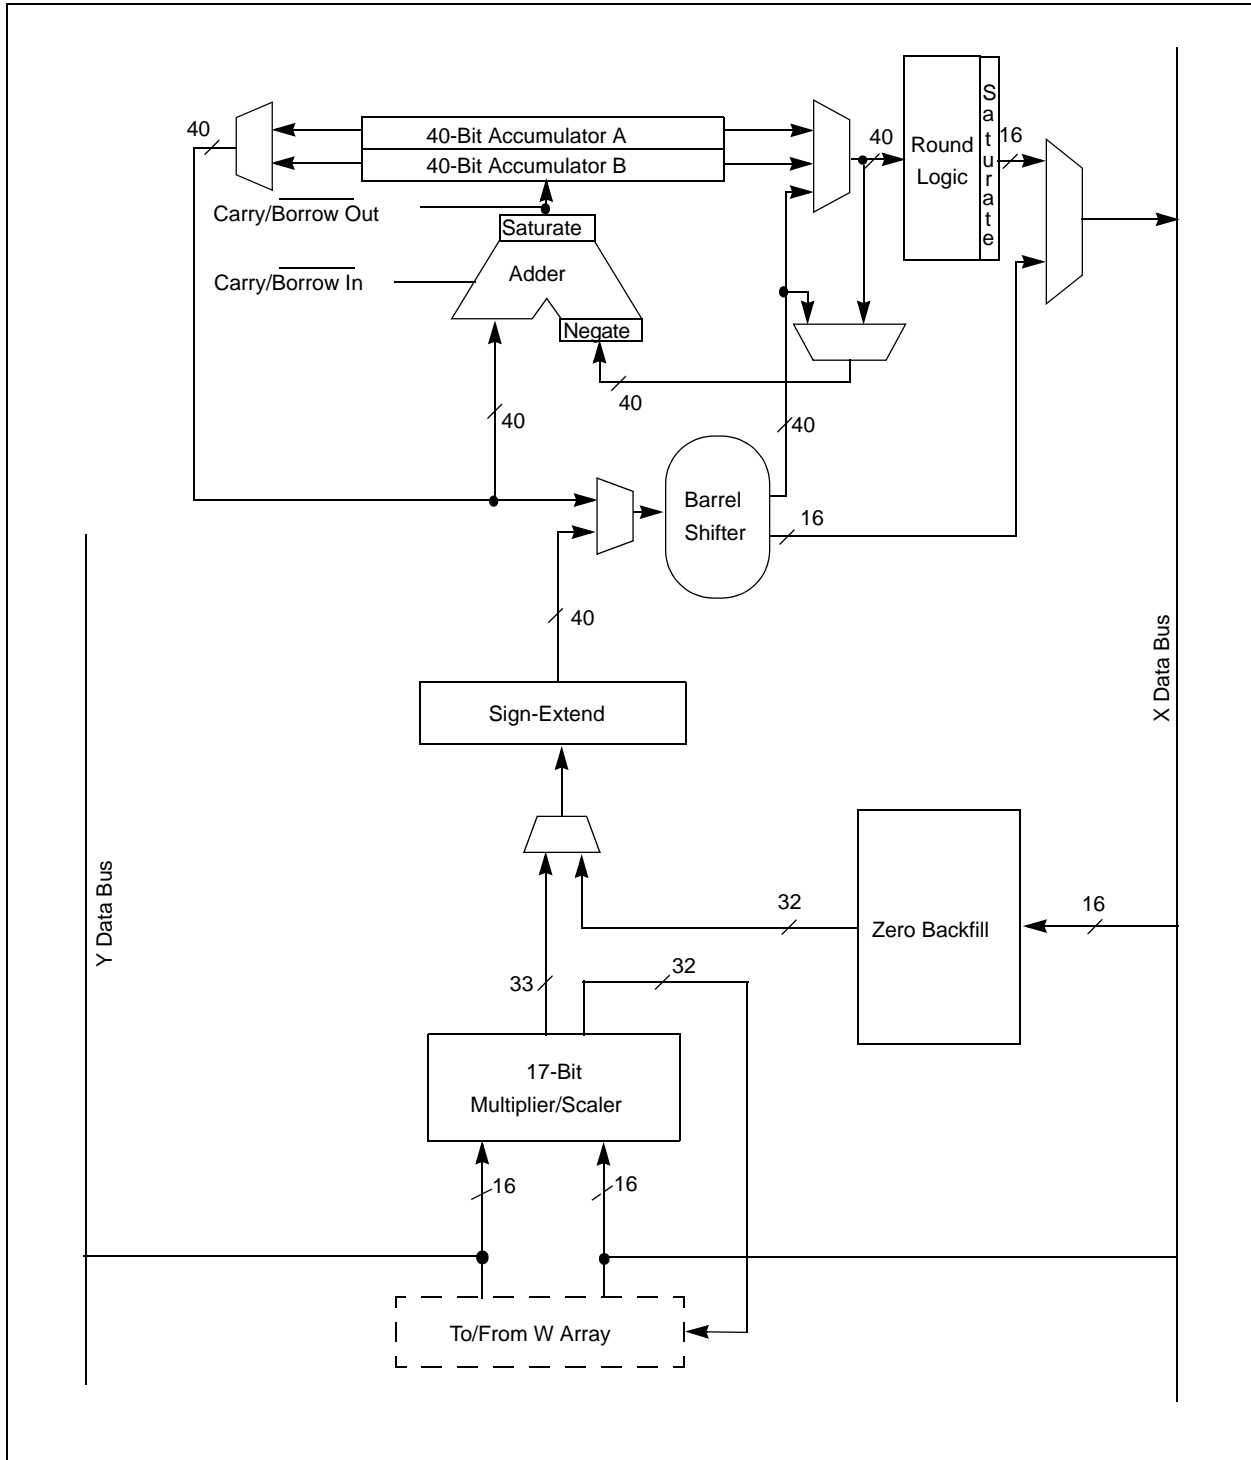 40
40-Bit Accumulator A
40-Bit Accumulator B
40
Round
Logic
Saturate
16
Carry/Borrow Out
Saturate
Carry/Borrow In
Adder
Negate
40
40
40
Barrel
Shifter
16
40
Sign-Extend
X Data Bus
Y Data Bus
32
Zero Backfill
16
33
32
17-Bit
Multiplier/Scaler
16
16
To/From W Array